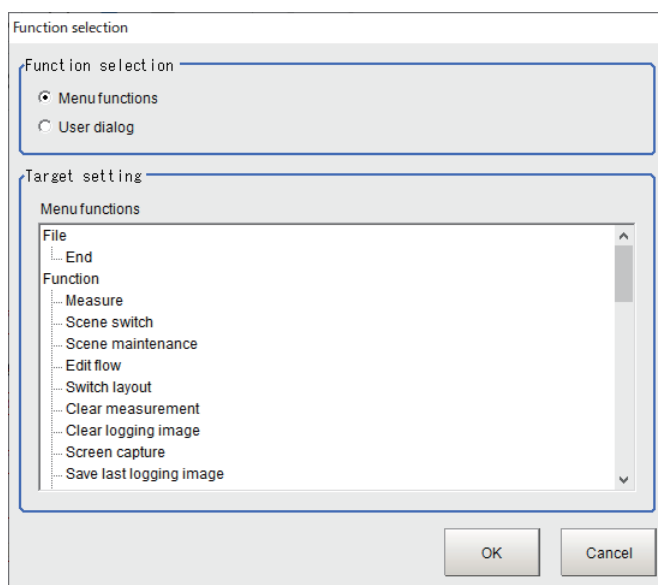 Function selection
Function selection
Menu functions
User dialog
Target setting
Menu functions
File
End
Function
Measure
Scene switch
Scene maintenance
Edit flow
Switch layout
Clear measurement
Clear logging image
Screen capture
Save last logging image
OK Cancel